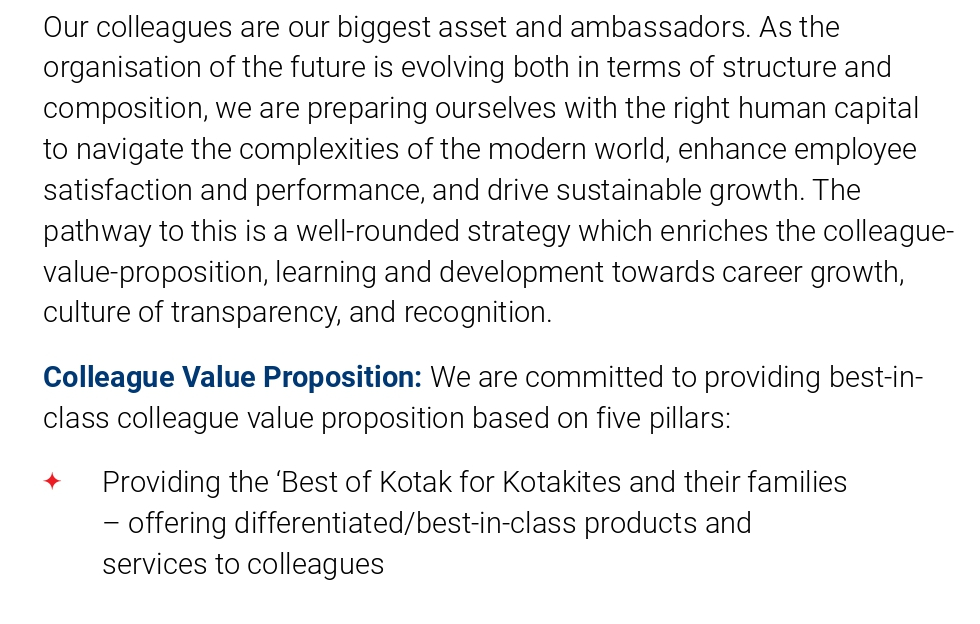 Our colleagues are our biggest asset and ambassadors. As the
organisation of the future is evolving both in terms of structure and
composition, we are preparing ourselves with the right human capital
to navigate the complexities of the modern world, enhance employee
satisfaction and performance, and drive sustainable growth. The
pathway to this is a well-rounded strategy which enriches the colleague-
value-proposition, learning and development towards career growth,
culture of transparency, and recognition.
Colleague Value Proposition: We are committed to providing best-in-
class colleague value proposition based on five pillars:
✦ Providing the ‘Best of Kotak for Kotakites and their families
– offering differentiated/best-in-class products and
services to colleagues